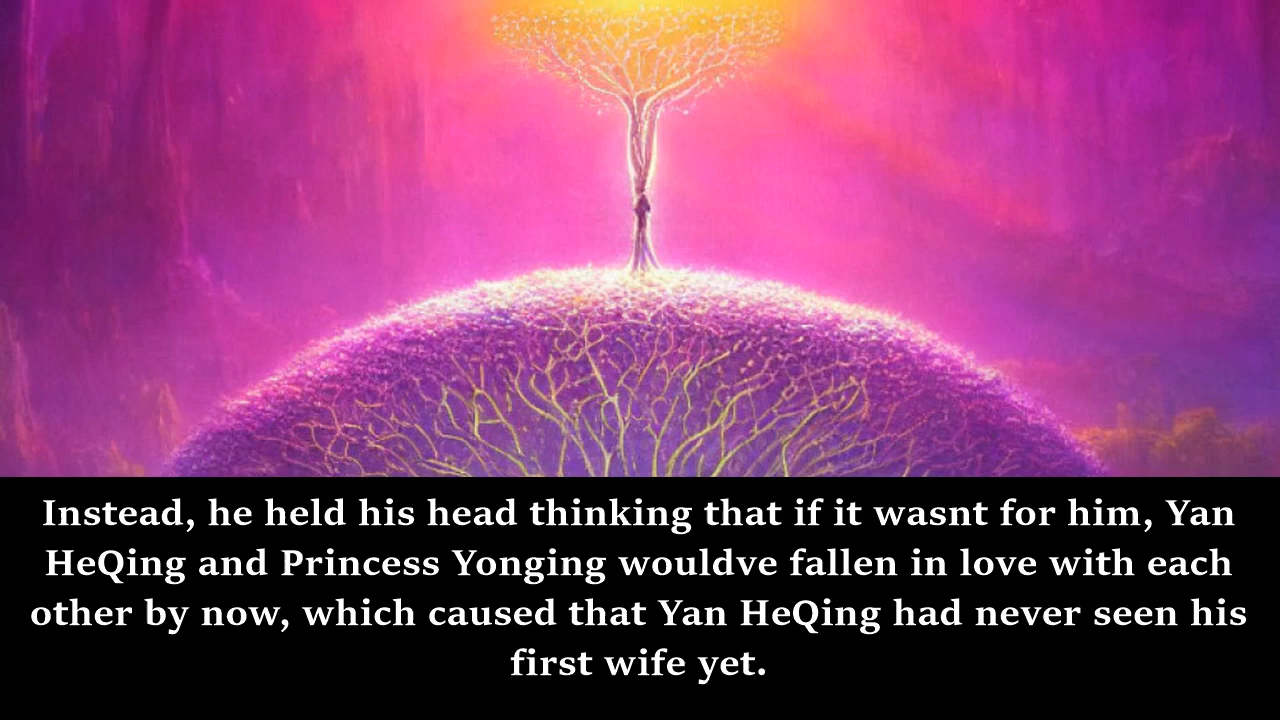 Instead, he held his head thinking that if it wasnt for him, Yan
HeQing and Princess Yonging wouldve fallen in love with each
other by now, which caused that Yan HeQing had never seen his
first wife yet.